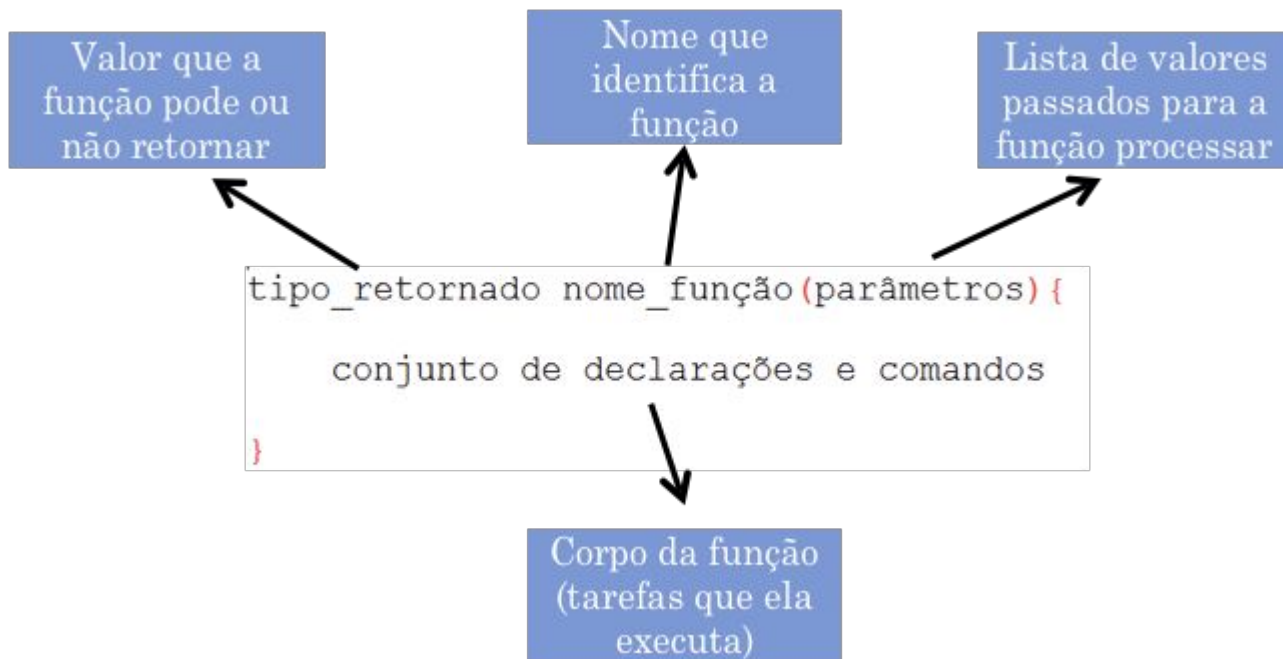 Valor que a
função pode ou
não retornar
Nome que
identifica a
função
Lista de valores
passados para a
função processar
tipo_retornado nome_função(parâmetros){
conjunto de declarações e comandos
}
Corpo da função
(tarefas que ela
executa)